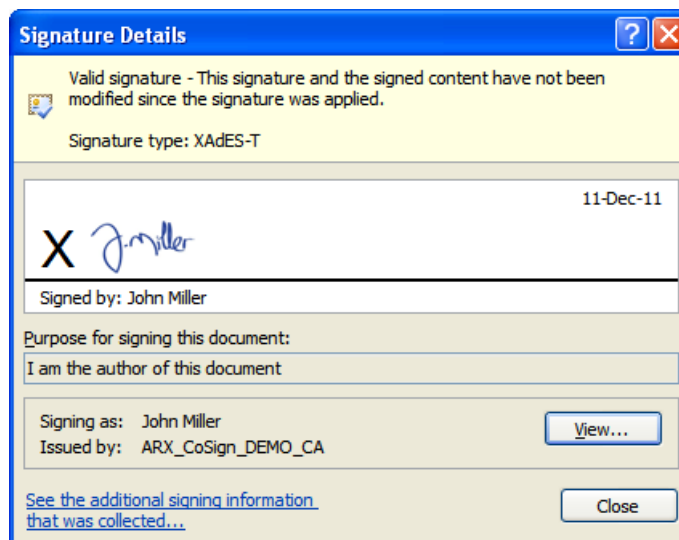 Signature Details
Valid signature - This signature and the signed content have not been
modified since the signature was applied.
Signature type: XAdES-T
11-Dec-11
X J.Miller
Signed by: John Miller
Purpose for signing this document:
I am the author of this document
Signing as: John Miller
Issued by: ARX_CoSign_DEMO_CA
View...
See the additional signing information
that was collected...
Close